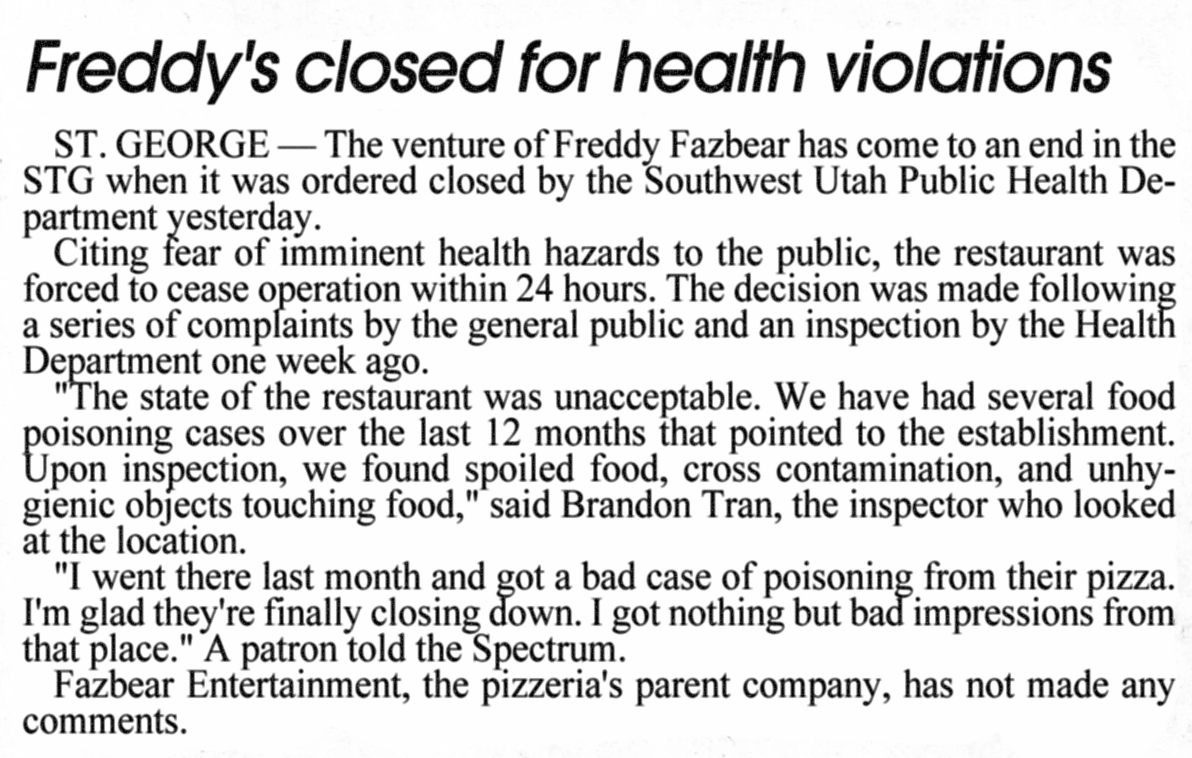 Freddy's closed for health violations
ST. GEORGE — The venture of Freddy Fazbear has come to an end in the
STG when it was ordered closed by the Southwest Utah Public Health De-
partment yesterday.
Citing fear of imminent health hazards to the public, the restaurant was
forced to cease operation within 24 hours. The decision was made following
a series of complaints by the general public and an inspection by the Health
Department one week ago.
"The state of the restaurant was unacceptable. We have had several food
poisoning cases over the last 12 months that pointed to the establishment.
Upon inspection, we found spoiled food, cross contamination, and unhy-
gienic objects touching food," said Brandon Tran, the inspector who looked
at the location.
"I went there last month and got a bad case of poisoning from their pizza.
I'm glad they're finally closing down. I got nothing but bad impressions from
that place." A patron told the Spectrum.
Fazbear Entertainment, the pizzeria's parent company, has not made any
comments.